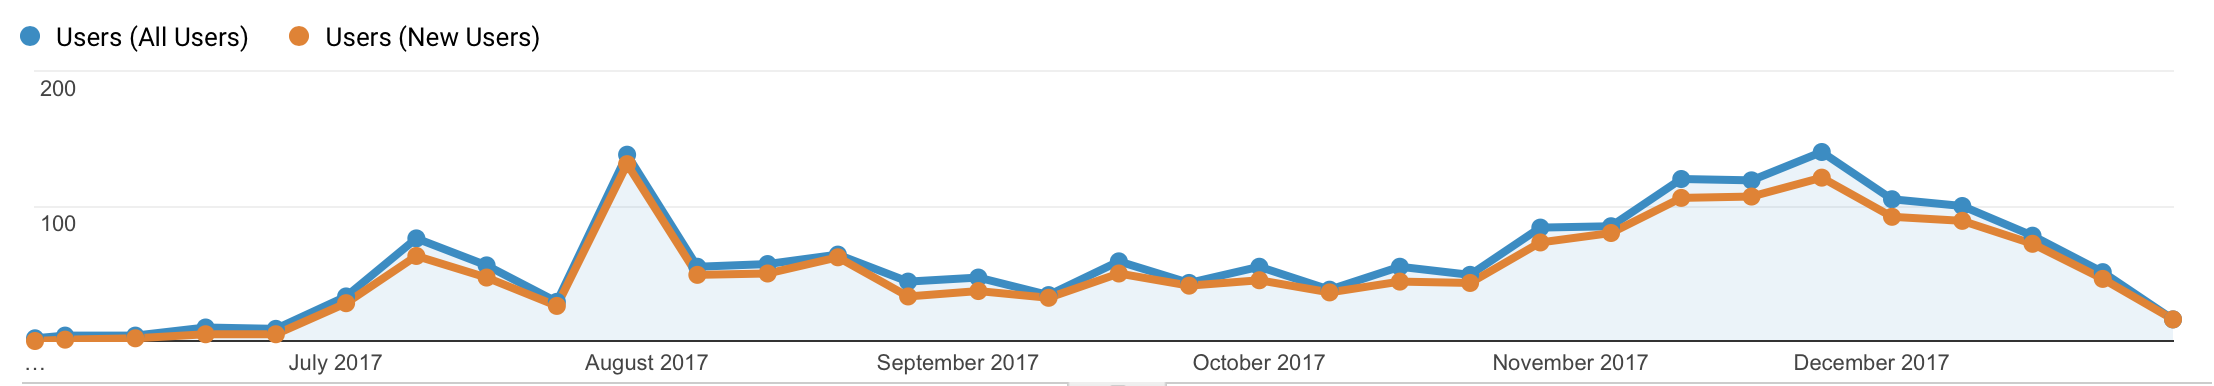 Users (All Users) Users (New Users)
200
100
... July 2017 August 2017 September 2017 October 2017 November 2017 December 2017